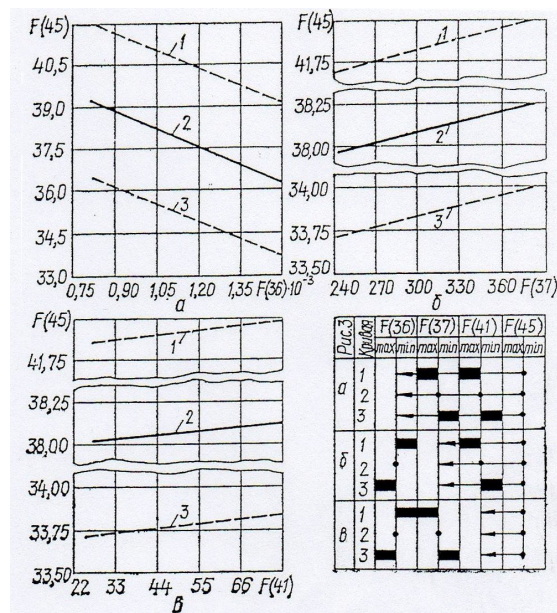 F(45)
1
40,5
39,0
2
37,5
36,0
3
34,5
33,0
0,75 0,90 1,05 1,20 1,35 F(36)·10⁻³
а
F(45)
1
41,75
38,25
2
38,00
34,00
3
33,75
33,50
240 270 300 330 360 F(37)
б
F(45)
1
41,75
38,25
2
38,00
34,00
3
33,75
33,50
22 33 44 55 66 F(41)
в
Рис.3 Кривая F(36) F(37) F(41) F(45)
max min max min max min max min
а 1
2
3
б 1
2
3
в 1
2
3